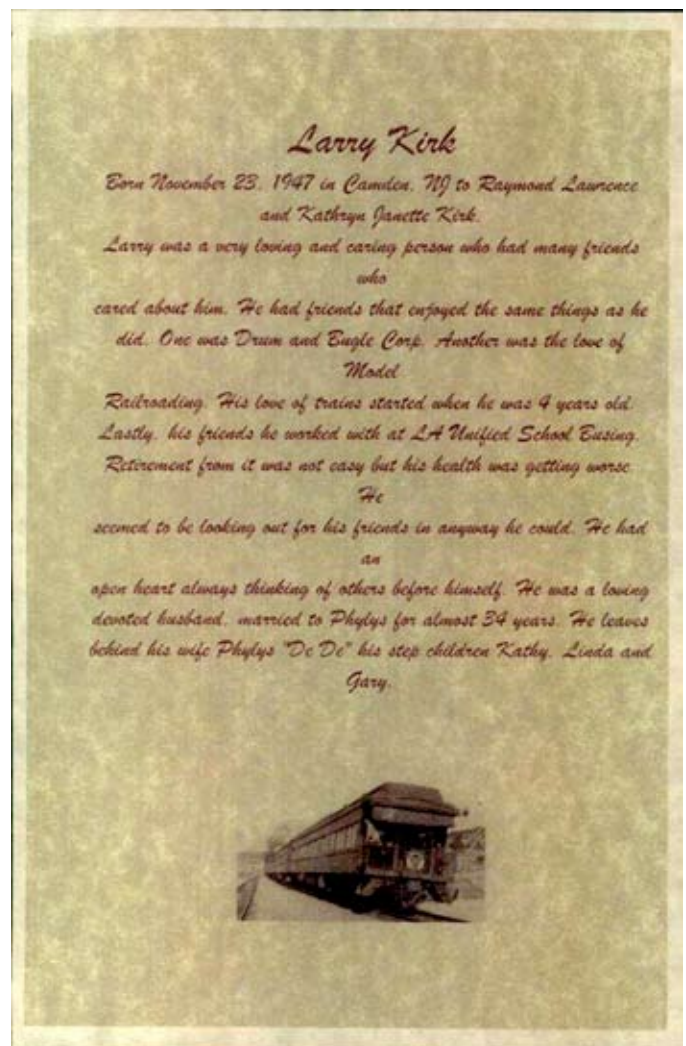 Larry Kirk
Born November 23, 1947 in Camden, NJ to Raymond Lawrence
and Kathryn Janette Kirk.
Larry was a very loving and caring person who had many friends
who
cared about him. He had friends that enjoyed the same things as he
did. One was Drum and Bugle Corp. Another was the love of
Model
Railroading. His love of trains started when he was 4 years old.
Lastly, his friends he worked with at LA Unified School Busing.
Retirement from it was not easy but his health was getting worse.
He
seemed to be looking out for his friends in anyway he could. He had
an
open heart always thinking of others before himself. He was a loving
devoted husband, married to Phylys for almost 34 years. He leaves
behind his wife Phylys "De De" his step children Kathy, Linda and
Gary.